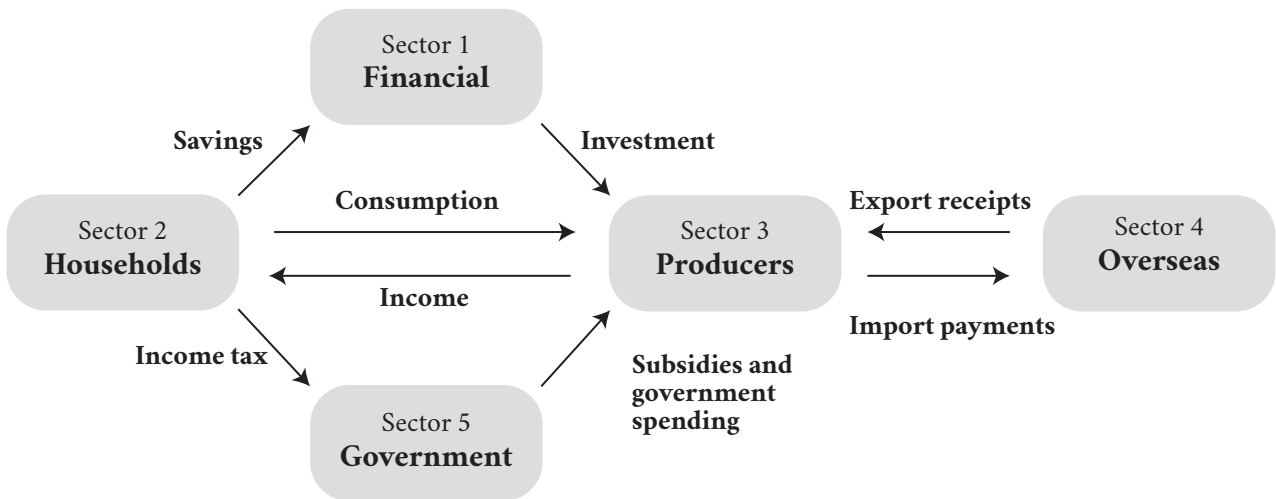 Sector 1
Financial
Savings
Investment
Consumption
Export receipts
Sector 2
Households
Sector 3
Producers
Sector 4
Overseas
Income
Import payments
Income tax
Subsidies and
government
spending
Sector 5
Government